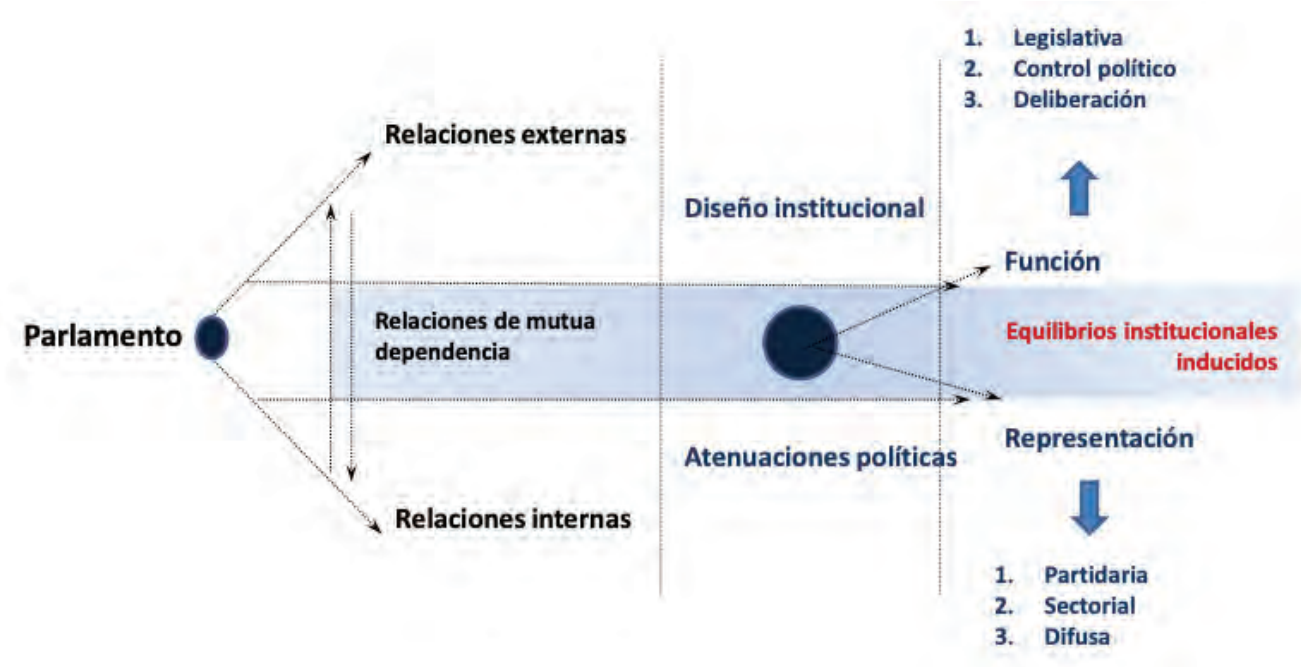 Parlamento
Relaciones externas
Relaciones de mutua
dependencia
Relaciones internas
Diseño institucional
Atenuaciones políticas
1. Legislativa
2. Control político
3. Deliberación
Función
Equilibrios institucionales
inducidos
Representación
1. Partidaria
2. Sectorial
3. Difusa